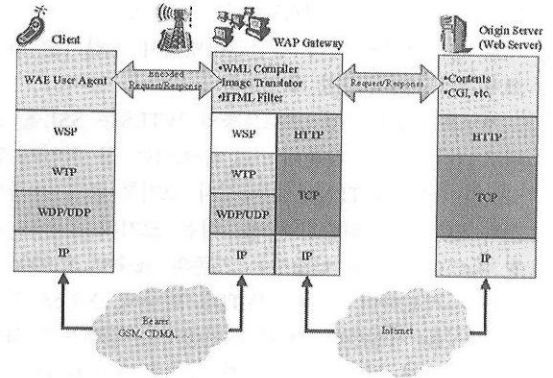 Client
WAP Gateway
Origin Server
(Web Server)
WAE User Agent
Encoded
Request/Response
•WML Compiler
•Image Translator
•HTML Filter
Request/Response
•Contents
•CGI, etc.
WSP
WSP
HTTP
HTTP
WTP
WTP
TCP
TCP
WDP/UDP
WDP/UDP
IP
IP
IP
IP
Bearer
GSM, CDMA,
Internet